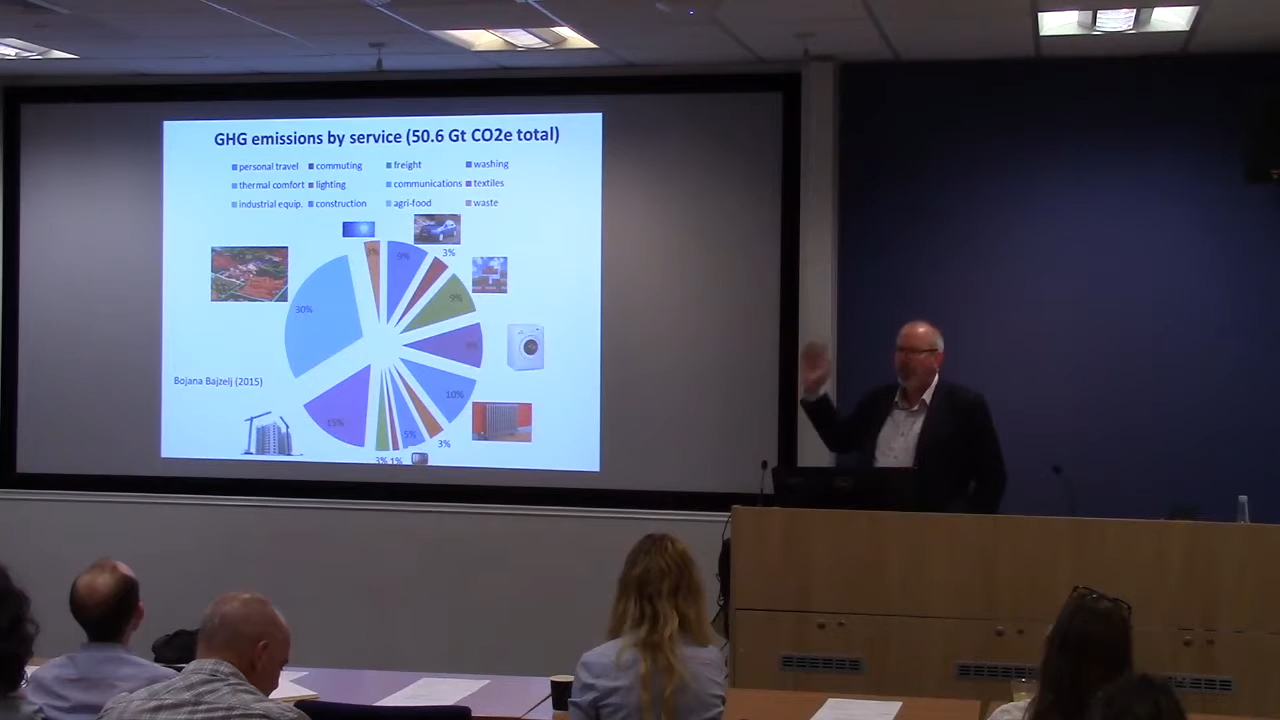 GHG emissions by service (50.6 Gt CO2e total)
personal travel commuting freight washing
thermal comfort lighting communications textiles
industrial equip. construction agri-food waste
9%
3%
9%
30%
10%
15%
5%
3%
3% 1%
Bojana Bajzelj (2015)